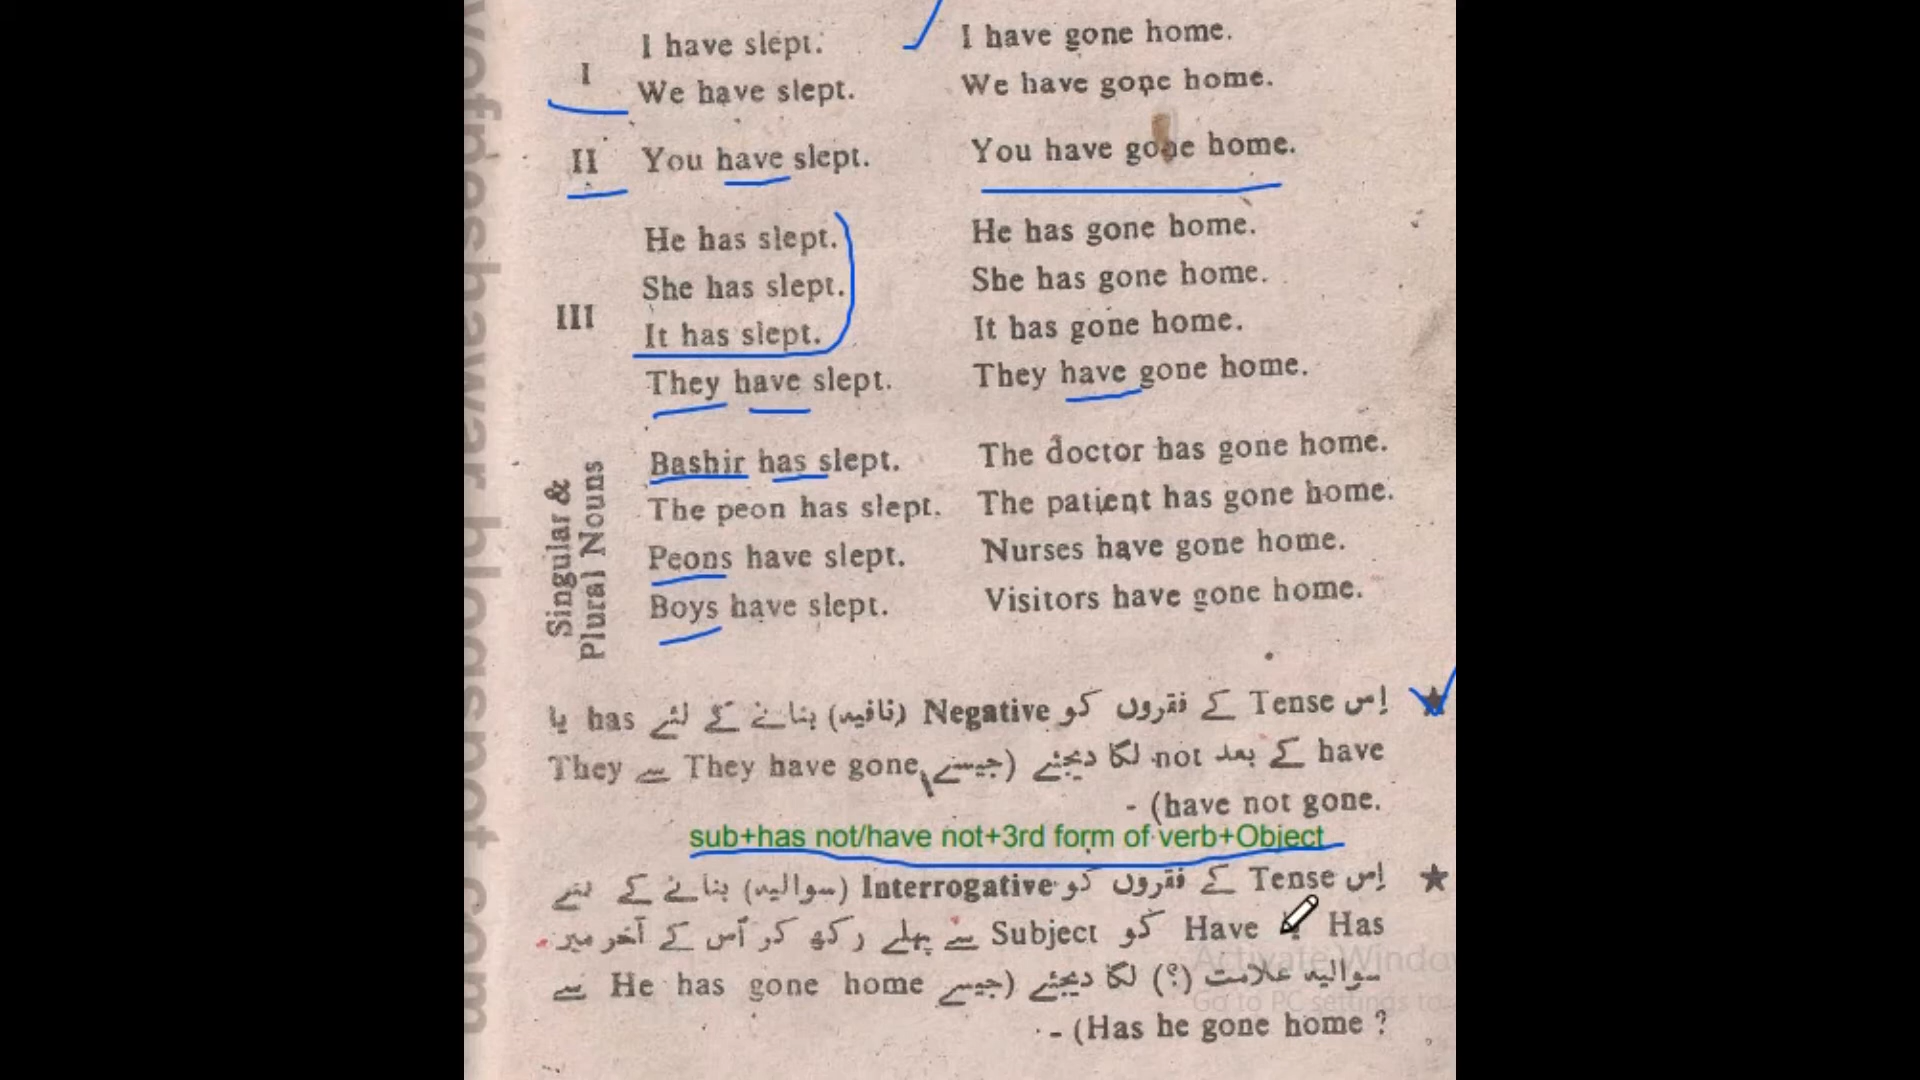 I have slept. I have gone home.
I
We have slept. We have gone home.
II You have slept. You have gone home.
He has slept. He has gone home.
She has slept. She has gone home.
III
It has slept. It has gone home.
They have slept. They have gone home.
Singular &
Plural Nouns
Bashir has slept. The doctor has gone home.
The peon has slept. The patient has gone home.
Peons have slept. Nurses have gone home.
Boys have slept. Visitors have gone home.
★ اِس Tense کے فقروں کو Negative (نافیہ) بنانے کے لئے has یا
have کے بعد not لگا دیجئے (جیسے They have gone سے They
have not gone.) -
sub+has not/have not+3rd form of verb+Object
★ اِس Tense کے فقروں کو Interrogative (سوالیہ) بنانے کے لئے
Has Have کو Subject سے پہلے رکھ کر اُس کے آخر میں
سوالیہ علامت (؟) لگا دیجئے (جیسے He has gone home سے
Has he gone home ?) -
Activate Windo
Go to PC settings to